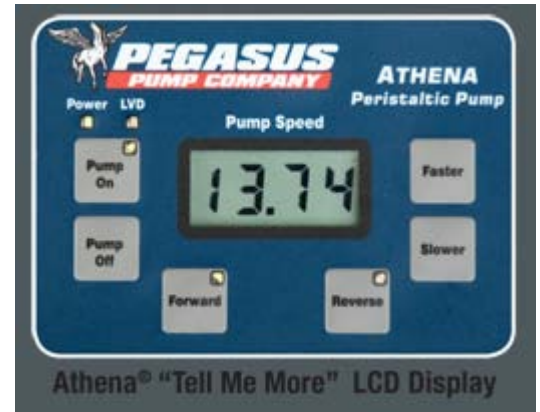 PEGASUS
PUMP COMPANY
ATHENA
Peristaltic Pump
Power LVD
Pump Speed
Pump
On
13.74
Faster
Pump
Off
Slower
Forward
Reverse
Athena® "Tell Me More" LCD Display